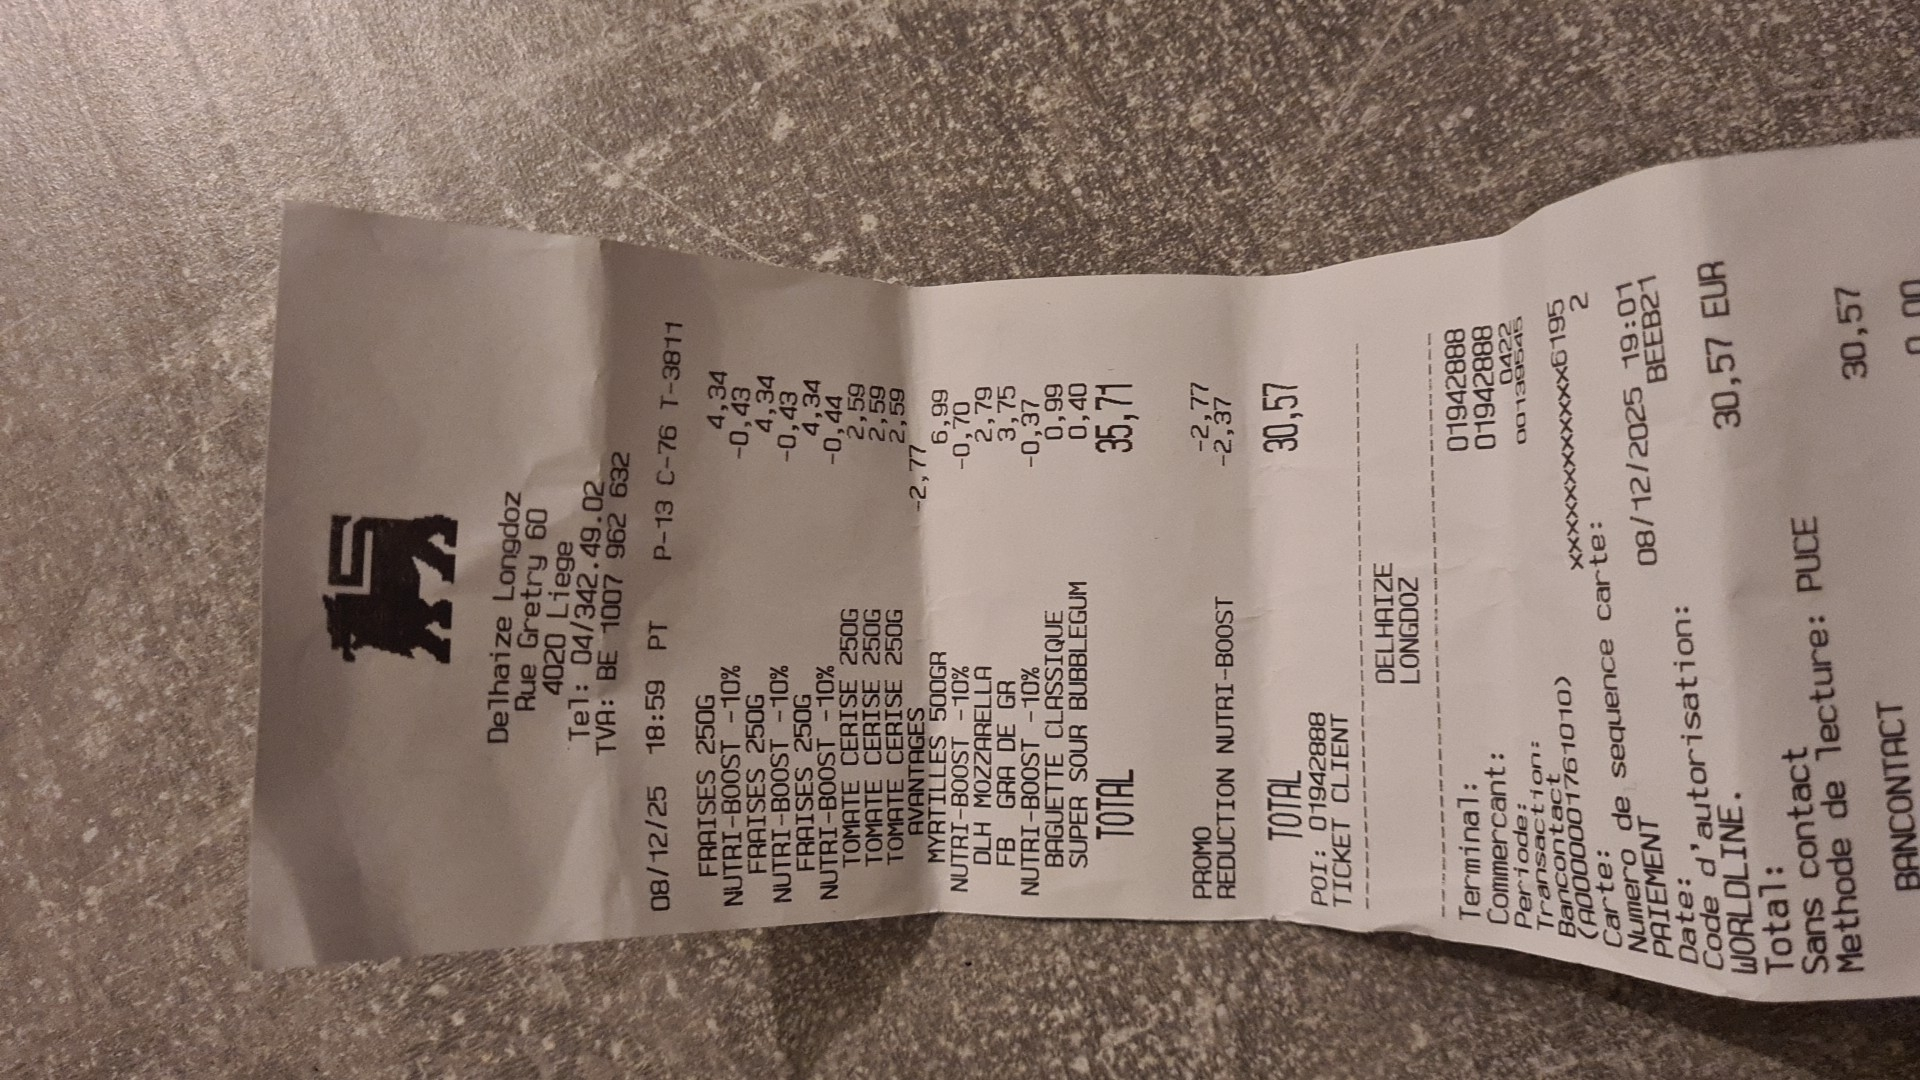 Delhaize Longdoz
Rue Gretry 60
4020 Liege
Tel: 04/342.49.02
TVA: BE 1007 962 632
08/12/25 18:59 PT P-13 C-76 T-3811
FRAISES 250G 4,34
NUTRI-BOOST -10% -0,43
FRAISES 250G 4,34
NUTRI-BOOST -10% -0,43
FRAISES 250G 4,34
NUTRI-BOOST -10% -0,44
TOMATE CERISE 250G 2,59
TOMATE CERISE 250G 2,59
TOMATE CERISE 250G 2,59
AVANTAGES -2,77
MYRTILLES 500GR 6,99
NUTRI-BOOST -10% -0,70
DLH MOZZARELLA 2,79
FB GRA DE GR 3,75
NUTRI-BOOST -10% -0,37
BAGUETTE CLASSIQUE 0,99
SUPER SOUR BUBBLEGUM 0,40
TOTAL 35,71
PROMO -2,77
REDUCTION NUTRI-BOOST -2,37
TOTAL 30,57
POI: 01942888
TICKET CLIENT
DELHAIZE
LONGDOZ
Terminal: 01942888
Commercant: 01942888
Periode: 0422
Transaction: 00139545
Bancontact
(A0000001761010)
Carte: xxxxxxxxxxxxxxx6195
Numero de sequence carte: 2
PAIEMENT
Date: 08/12/2025 19:01
Code d'autorisation: BEEB21
WORLDLINE.
Total: 30,57 EUR
Sans contact
Methode de lecture: PUCE
BANCONTACT 30,57
0,00